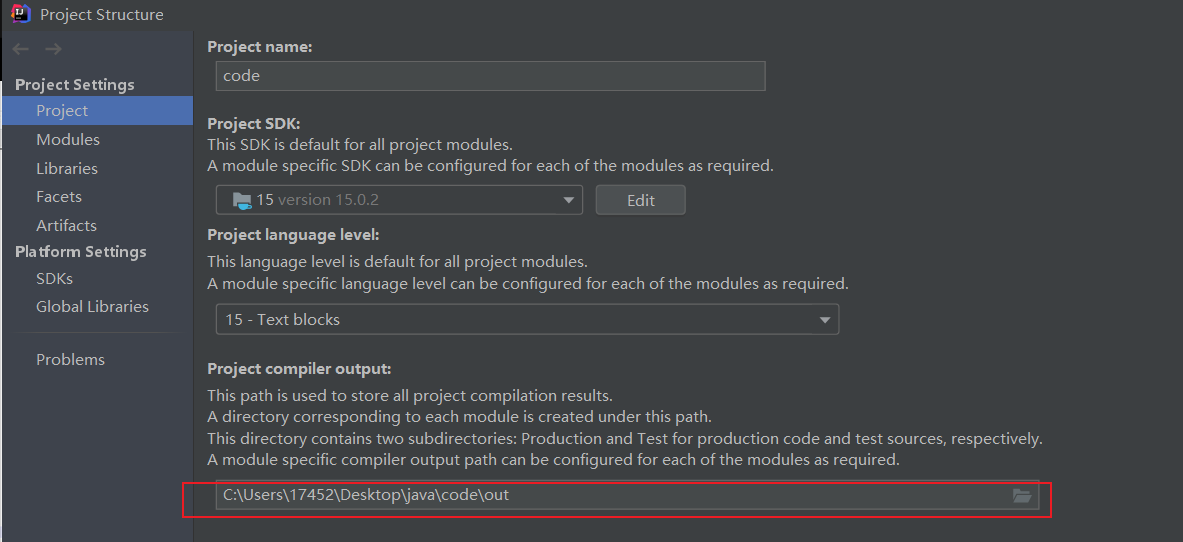 Project Structure
Project Settings
Project
Modules
Libraries
Facets
Artifacts
Platform Settings
SDKs
Global Libraries
Problems
Project name:
code
Project SDK:
This SDK is default for all project modules.
A module specific SDK can be configured for each of the modules as required.
15 version 15.0.2
Edit
Project language level:
This language level is default for all project modules.
A module specific language level can be configured for each of the modules as required.
15 - Text blocks
Project compiler output:
This path is used to store all project compilation results.
A directory corresponding to each module is created under this path.
This directory contains two subdirectories: Production and Test for production code and test sources, respectively.
A module specific compiler output path can be configured for each of the modules as required.
C:\Users\17452\Desktop\java\code\out